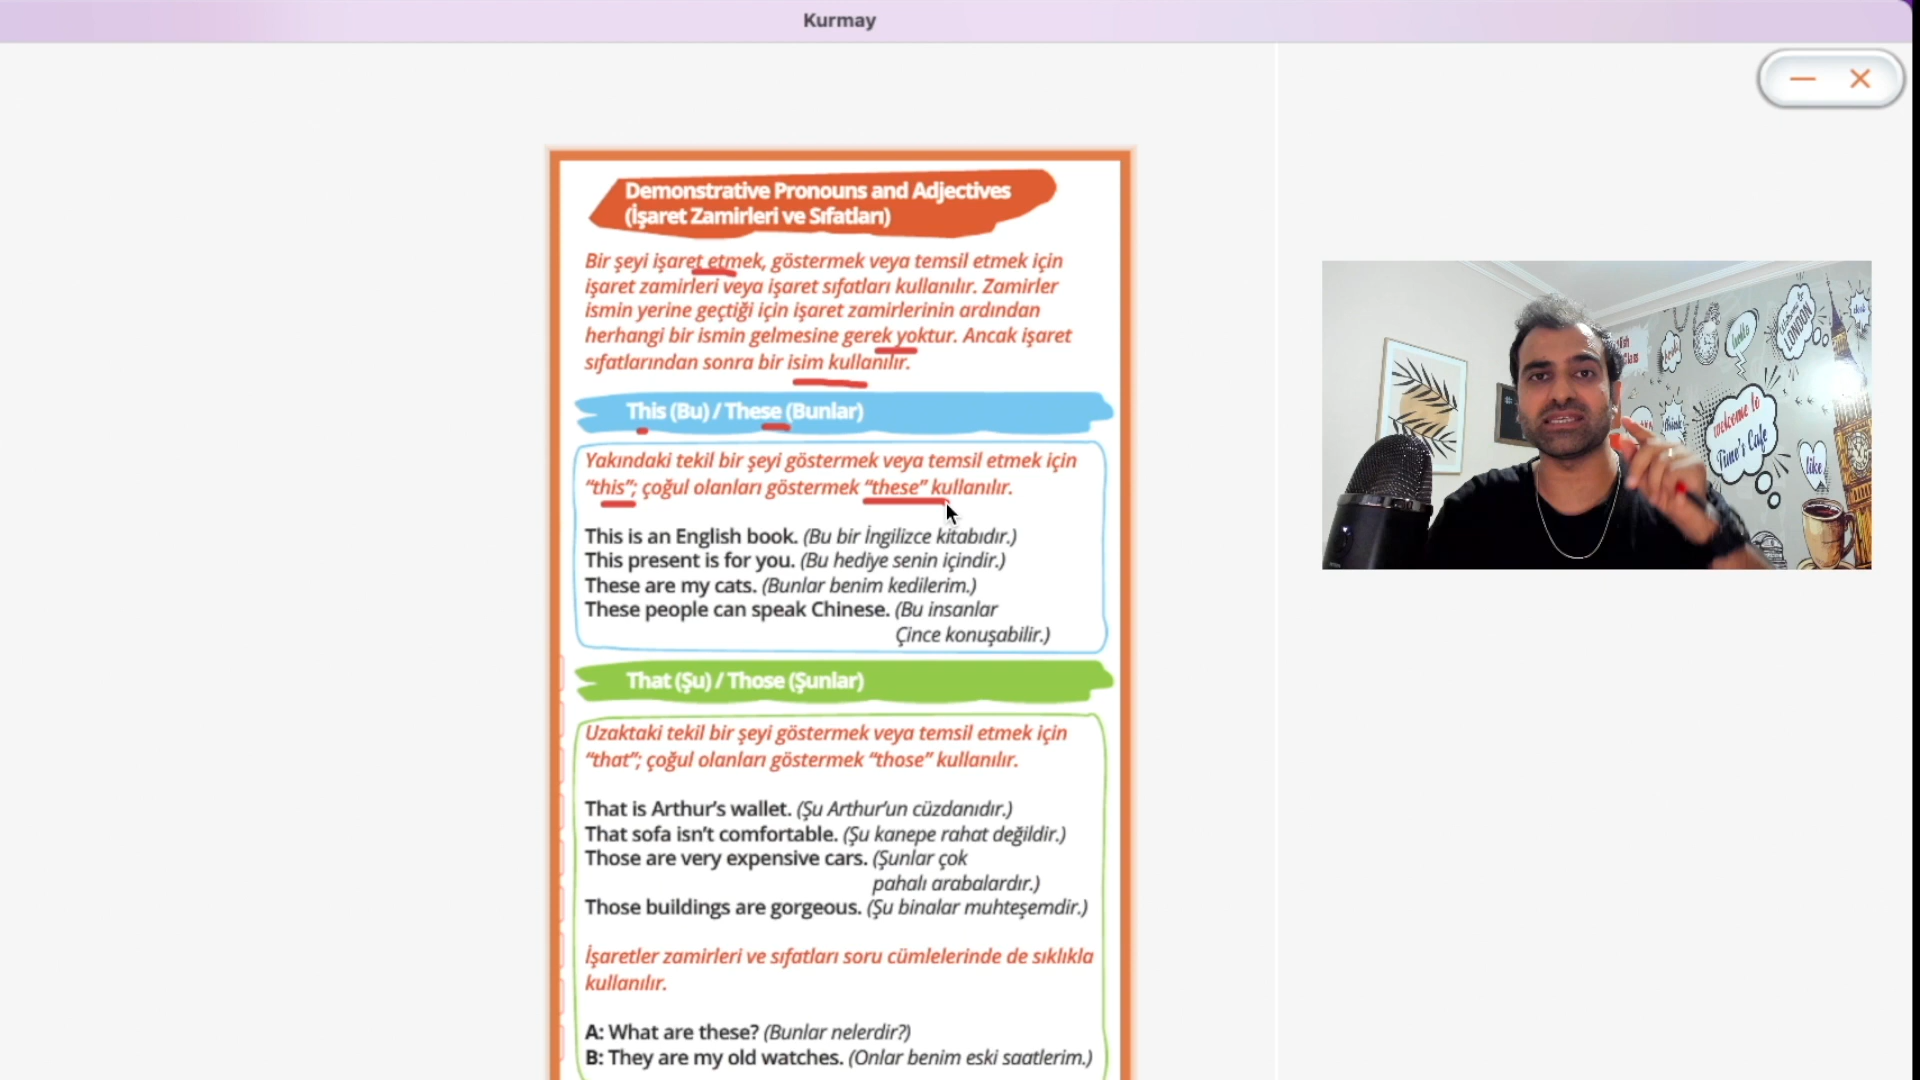 Kurmay
Demonstrative Pronouns and Adjectives
(İşaret Zamirleri ve Sıfatları)
Bir şeyi işaret etmek, göstermek veya temsil etmek için
işaret zamirleri veya işaret sıfatları kullanılır. Zamirler
ismin yerine geçtiği için işaret zamirlerinin ardından
herhangi bir ismin gelmesine gerek yoktur. Ancak işaret
sıfatlarından sonra bir isim kullanılır.
This (Bu) / These (Bunlar)
Yakındaki tekil bir şeyi göstermek veya temsil etmek için
“this”; çoğul olanları göstermek “these” kullanılır.
This is an English book. (Bu bir İngilizce kitabıdır.)
This present is for you. (Bu hediye senin içindir.)
These are my cats. (Bunlar benim kedilerim.)
These people can speak Chinese. (Bu insanlar
Çince konuşabilir.)
That (Şu) / Those (Şunlar)
Uzaktaki tekil bir şeyi göstermek veya temsil etmek için
“that”; çoğul olanları göstermek “those” kullanılır.
That is Arthur’s wallet. (Şu Arthur’un cüzdanıdır.)
That sofa isn’t comfortable. (Şu kanepe rahat değildir.)
Those are very expensive cars. (Şunlar çok
pahalı arabalardır.)
Those buildings are gorgeous. (Şu binalar muhteşemdir.)
İşaretler zamirleri ve sıfatları soru cümlelerinde de sıklıkla
kullanılır.
A: What are these? (Bunlar nelerdir?)
B: They are my old watches. (Onlar benim eski saatlerim.)
hello
LONDON
welcome to
Time's Cafe
like
think